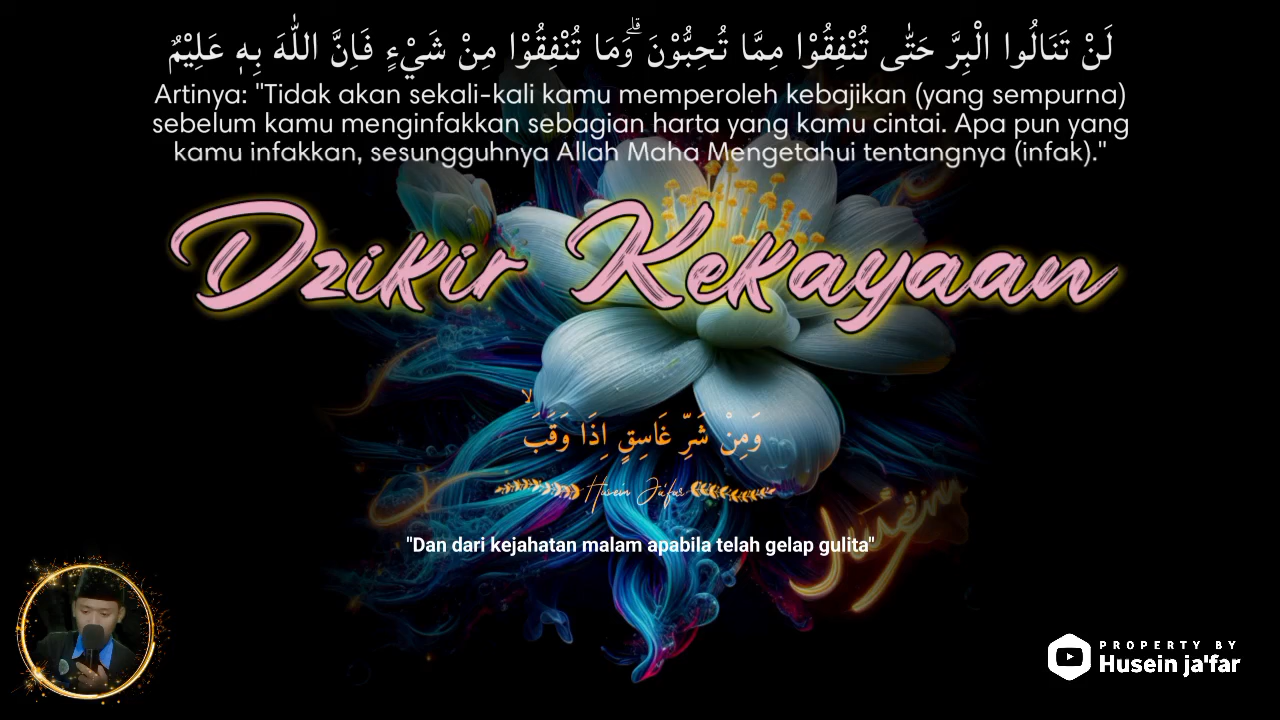 لَنْ تَنَالُوا الْبِرَّ حَتّٰى تُنْفِقُوْا مِمَّا تُحِبُّوْنَ ۗوَمَا تُنْفِقُوْا مِنْ شَيْءٍ فَاِنَّ اللّٰهَ بِهٖ عَلِيْمٌ
Artinya: "Tidak akan sekali-kali kamu memperoleh kebajikan (yang sempurna)
sebelum kamu menginfakkan sebagian harta yang kamu cintai. Apa pun yang
kamu infakkan, sesungguhnya Allah Maha Mengetahui tentangnya (infak)."
Dzikir Kekayaan
وَمِنْ شَرِّ غَاسِقٍ اِذَا وَقَبَۙ
Husein Ja'far
"Dan dari kejahatan malam apabila telah gelap gulita"
PROPERTY BY
Husein ja'far